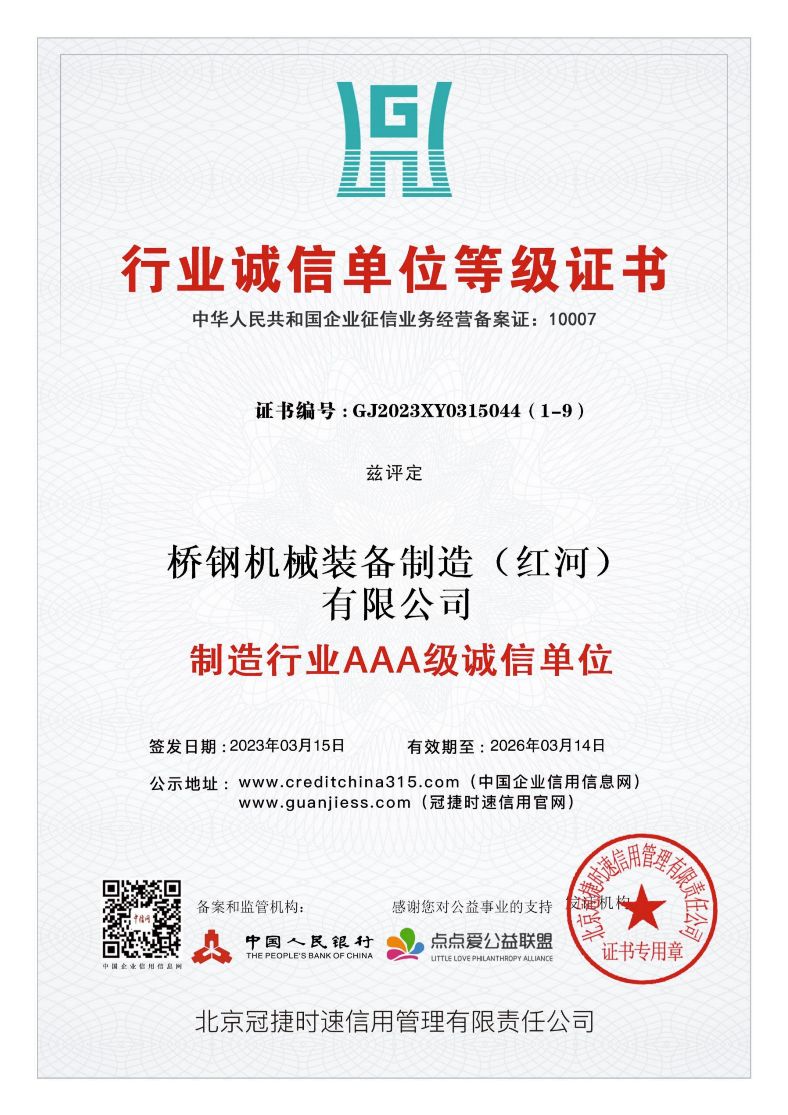 行业诚信单位等级证书
中华人民共和国企业征信业务经营备案证：10007
证书编号：GJ2023XY0315044（1-9）
兹评定
桥钢机械装备制造（红河）
有限公司
制造行业AAA级诚信单位
签发日期：2023年03月15日 有效期至：2026年03月14日
公示地址：www.creditchina315.com（中国企业信用信息网）
www.guanjiess.com（冠捷时速信用官网）
备案和监管机构： 感谢您对公益事业的支持 发证机构
中信网
中国人民银行
THE PEOPLE'S BANK OF CHINA
点点爱公益联盟
LITTLE LOVE PHILANTHROPY ALLIANCE
中国企业信用信息网
北京冠捷时速信用管理有限责任公司
证书专用章
北京冠捷时速信用管理有限责任公司